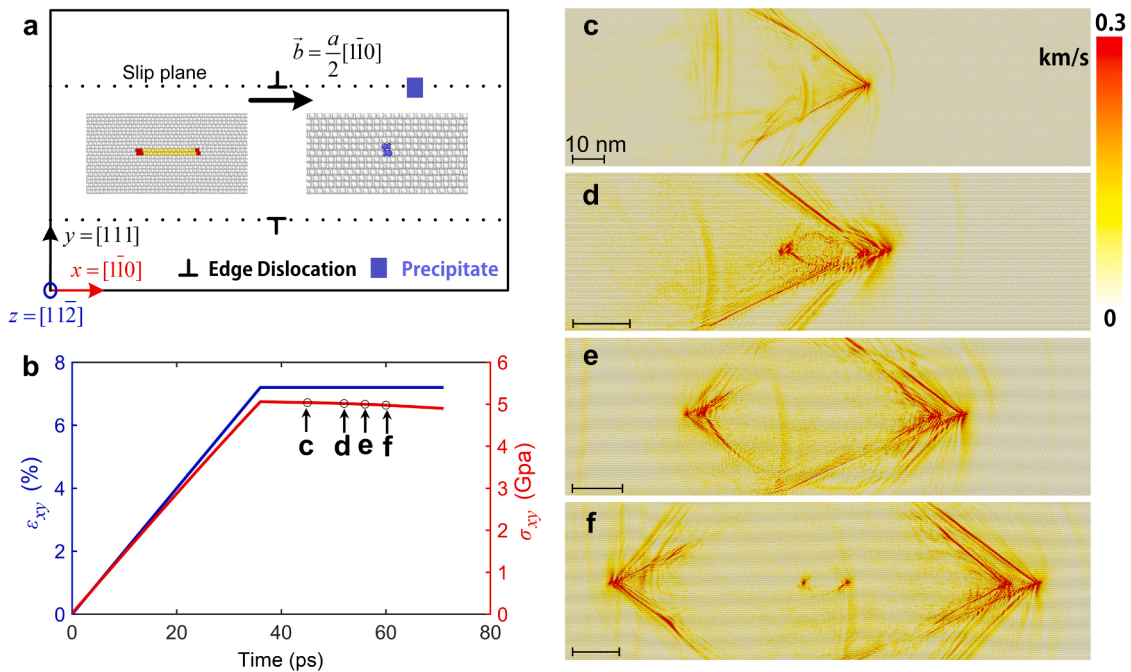 a
b⃗ = a/2 [11̄0]
Slip plane
y = [111]
x = [11̄0]
z = [112̄]
Edge Dislocation
Precipitate
b
8
6
4
2
0
ε_xy (%)
6
5
4
3
2
1
0
σ_xy (Gpa)
c
d
e
f
0
20
40
60
80
Time (ps)
c
10 nm
d
e
f
0.3
km/s
0